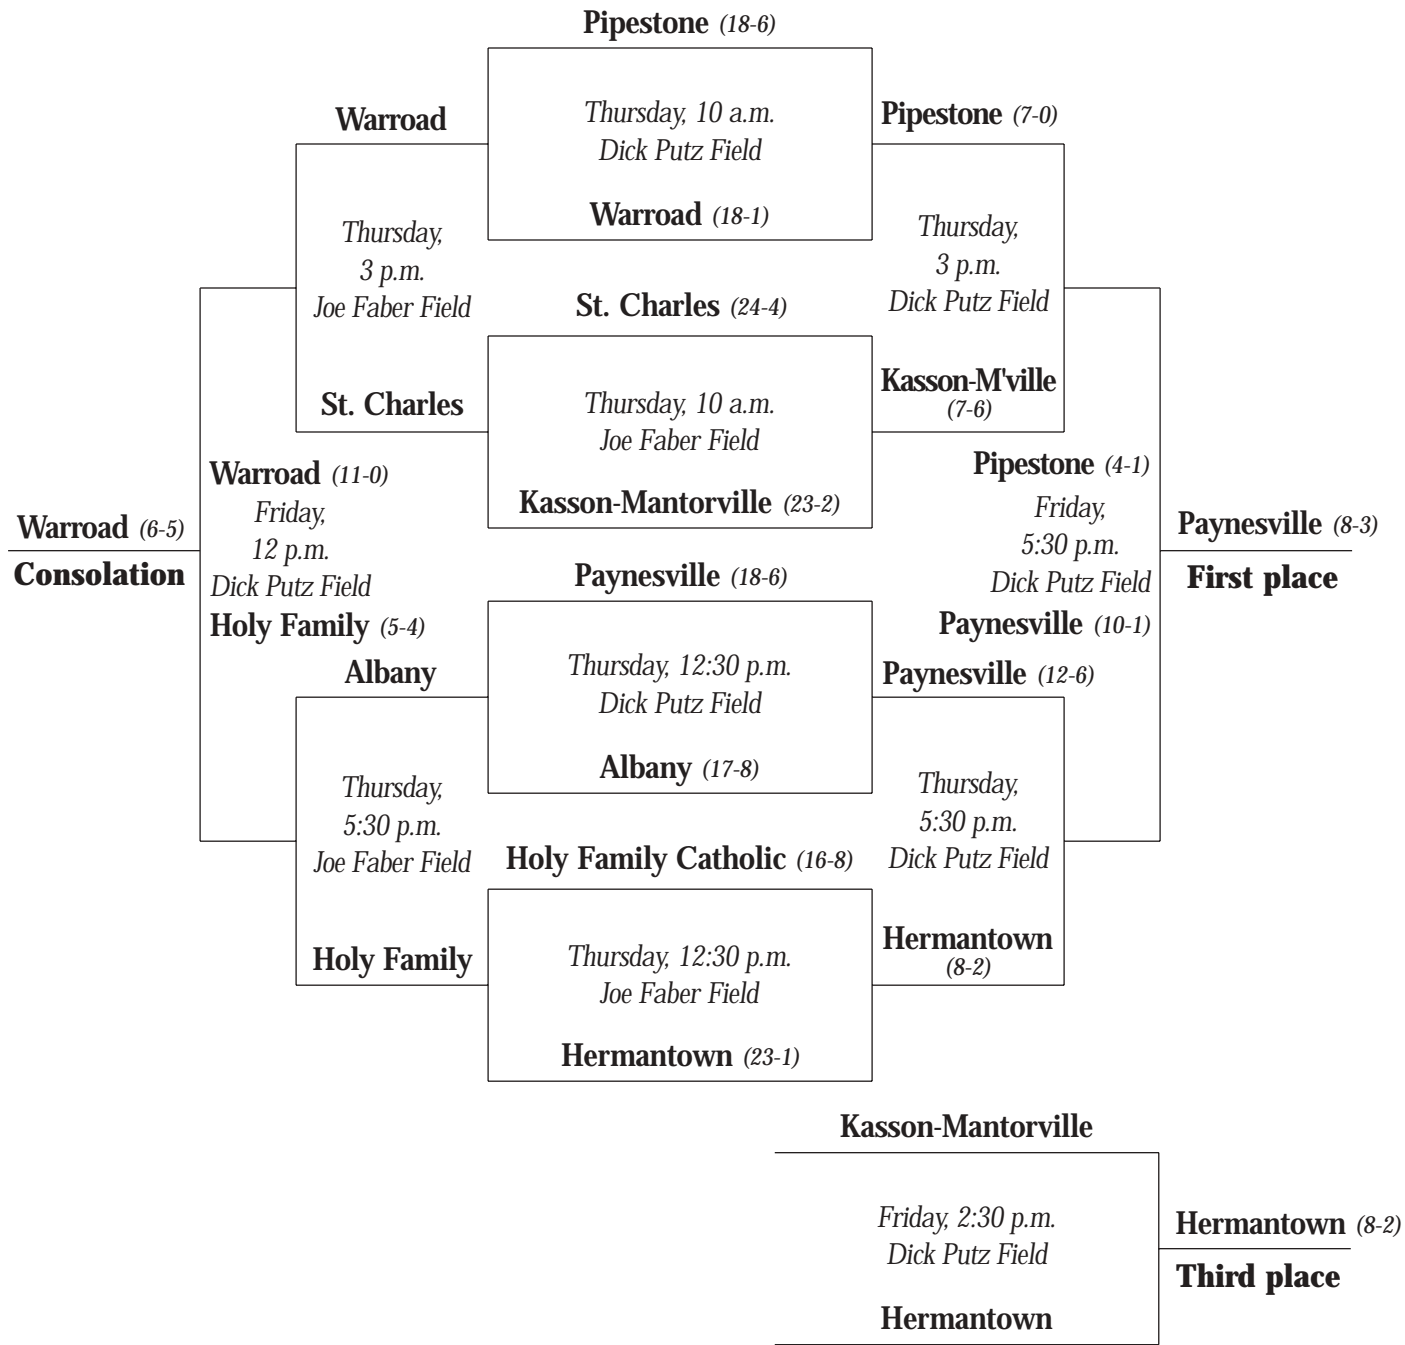 Pipestone (18-6)
Warroad
Thursday, 10 a.m.
Dick Putz Field
Pipestone (7-0)
Warroad (18-1)
Thursday,
3 p.m.
Joe Faber Field
Thursday,
3 p.m.
Dick Putz Field
St. Charles (24-4)
St. Charles
Thursday, 10 a.m.
Joe Faber Field
Kasson-M'ville
(7-6)
Kasson-Mantorville (23-2)
Warroad (11-0)
Friday,
12 p.m.
Dick Putz Field
Holy Family (5-4)
Warroad (6-5)
Consolation
Pipestone (4-1)
Friday,
5:30 p.m.
Dick Putz Field
Paynesville (10-1)
Paynesville (8-3)
First place
Paynesville (18-6)
Albany
Thursday, 12:30 p.m.
Dick Putz Field
Paynesville (12-6)
Albany (17-8)
Thursday,
5:30 p.m.
Joe Faber Field
Thursday,
5:30 p.m.
Dick Putz Field
Holy Family Catholic (16-8)
Holy Family
Thursday, 12:30 p.m.
Joe Faber Field
Hermantown
(8-2)
Hermantown (23-1)
Kasson-Mantorville
Friday, 2:30 p.m.
Dick Putz Field
Hermantown (8-2)
Third place
Hermantown